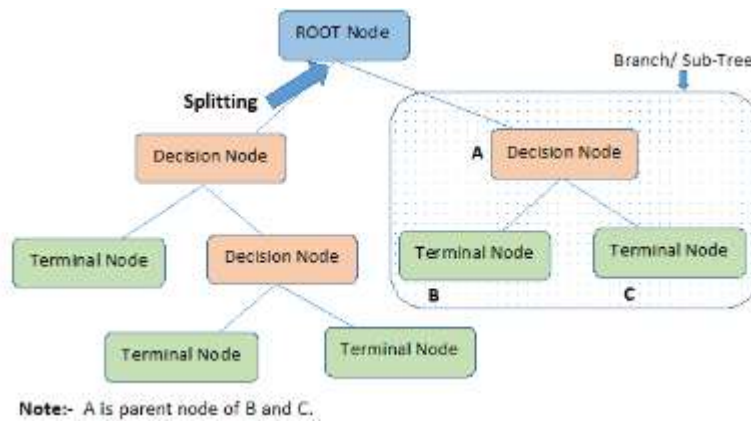 ROOT Node
Branch/ Sub-Tree
Splitting
Decision Node
A Decision Node
Terminal Node
Decision Node
Terminal Node
Terminal Node
B
C
Terminal Node
Terminal Node
Note:- A is parent node of B and C.